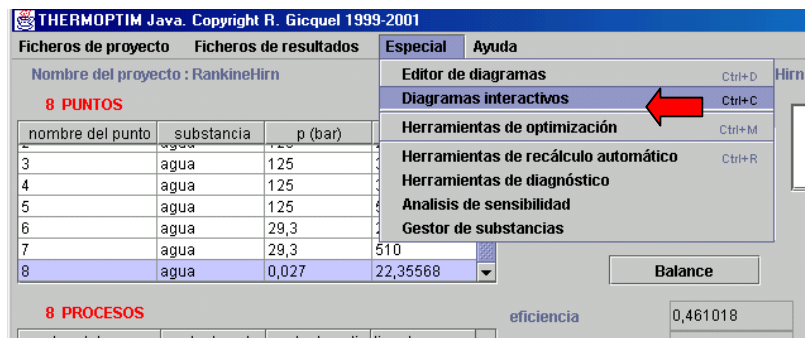 THERMOPTIM Java. Copyright R. Gicquel 1999-2001
Ficheros de proyecto Ficheros de resultados Especial Ayuda
Nombre del proyecto : RankineHirn
Hirn
8 PUNTOS
nombre del punto substancia p (bar)
3 agua 125
4 agua 125
5 agua 125
6 agua 29,3
7 agua 29,3 510
8 agua 0,027 22,35568
Editor de diagramas Ctrl+D
Diagramas interactivos Ctrl+C
Herramientas de optimización Ctrl+M
Herramientas de recálculo automático Ctrl+R
Herramientas de diagnóstico
Analisis de sensibilidad
Gestor de substancias
Balance
8 PROCESOS
eficiencia 0,461018